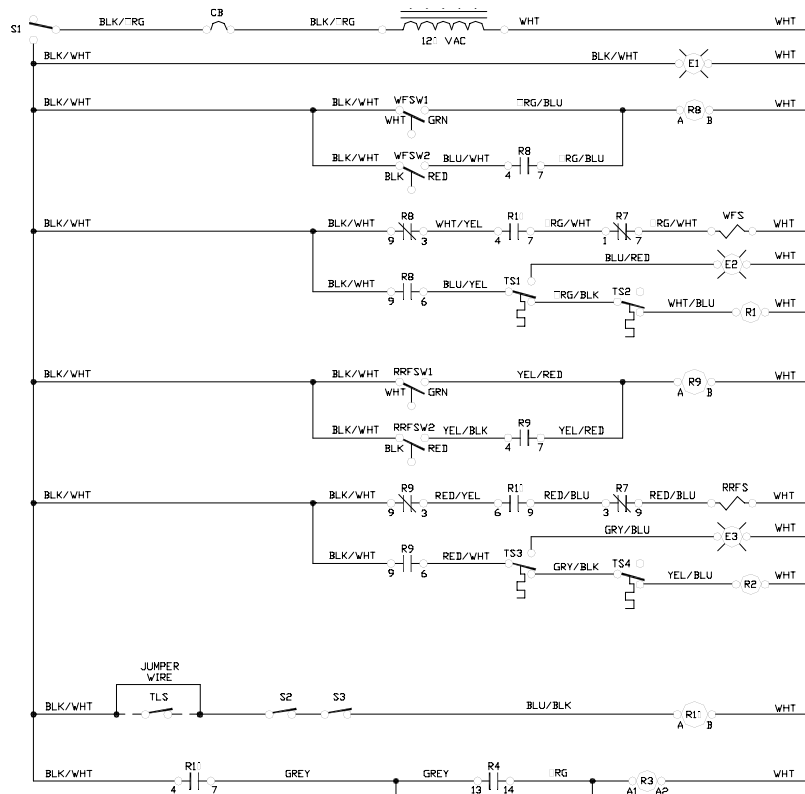 S1 BLK/ORG CB BLK/ORG 120 VAC WHT WHT
BLK/WHT BLK/WHT E1 WHT
BLK/WHT BLK/WHT WFSW1 ORG/BLU R8 WHT
WHT GRN A B
BLK/WHT WFSW2 BLU/WHT R8 ORG/BLU
BLK RED 4 7
BLK/WHT BLK/WHT R8 WHT/YEL R10 ORG/WHT R7 ORG/WHT WFS WHT
9 3 4 7 1 7
BLU/RED E2 WHT
BLK/WHT R8 BLU/YEL TS1 ORG/BLK TS2 WHT/BLU R1 WHT
9 6
BLK/WHT BLK/WHT RRFSW1 YEL/RED R9 WHT
WHT GRN A B
BLK/WHT RRFSW2 YEL/BLK R9 YEL/RED
BLK RED 4 7
BLK/WHT BLK/WHT R9 RED/YEL R10 RED/BLU R7 RED/BLU RRFS WHT
9 3 6 9 3 9
GRY/BLU E3 WHT
BLK/WHT R9 RED/WHT TS3 GRY/BLK TS4 YEL/BLU R2 WHT
9 6
JUMPER
WIRE
BLK/WHT TLS S2 S3 BLU/BLK R10 WHT
A B
BLK/WHT R10 GREY GREY R4 ORG R3 WHT
4 7 13 14 A1 A2